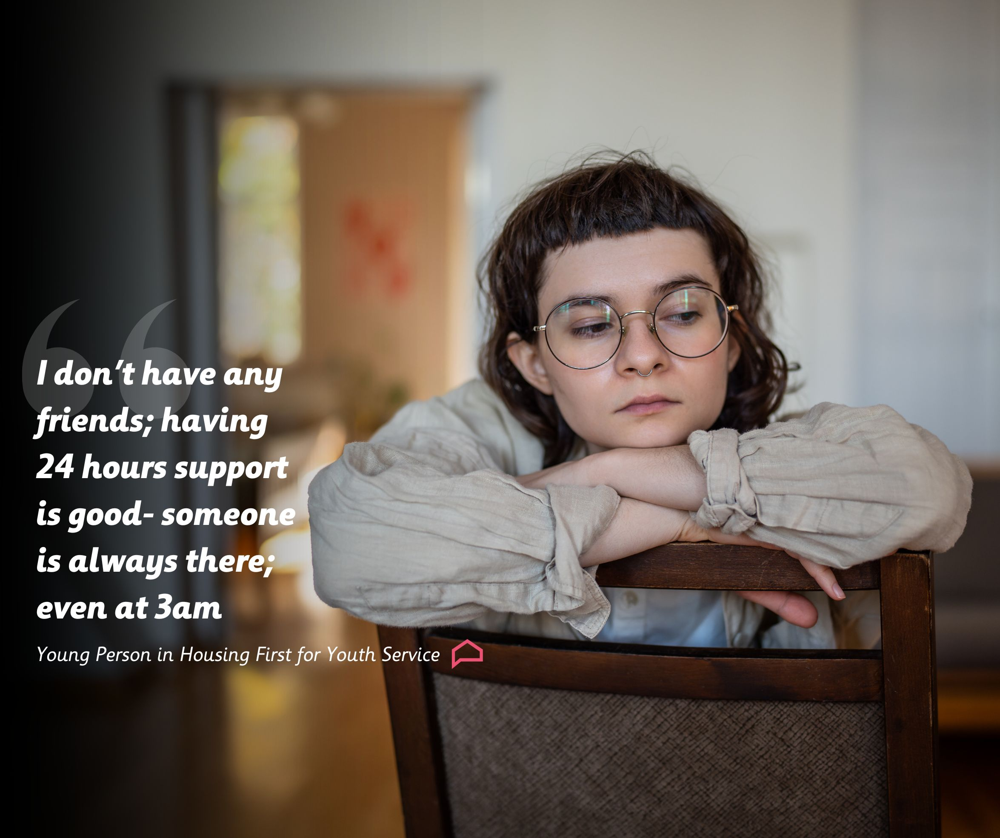 “
I don’t have any
friends; having
24 hours support
is good- someone
is always there;
even at 3am
Young Person in Housing First for Youth Service